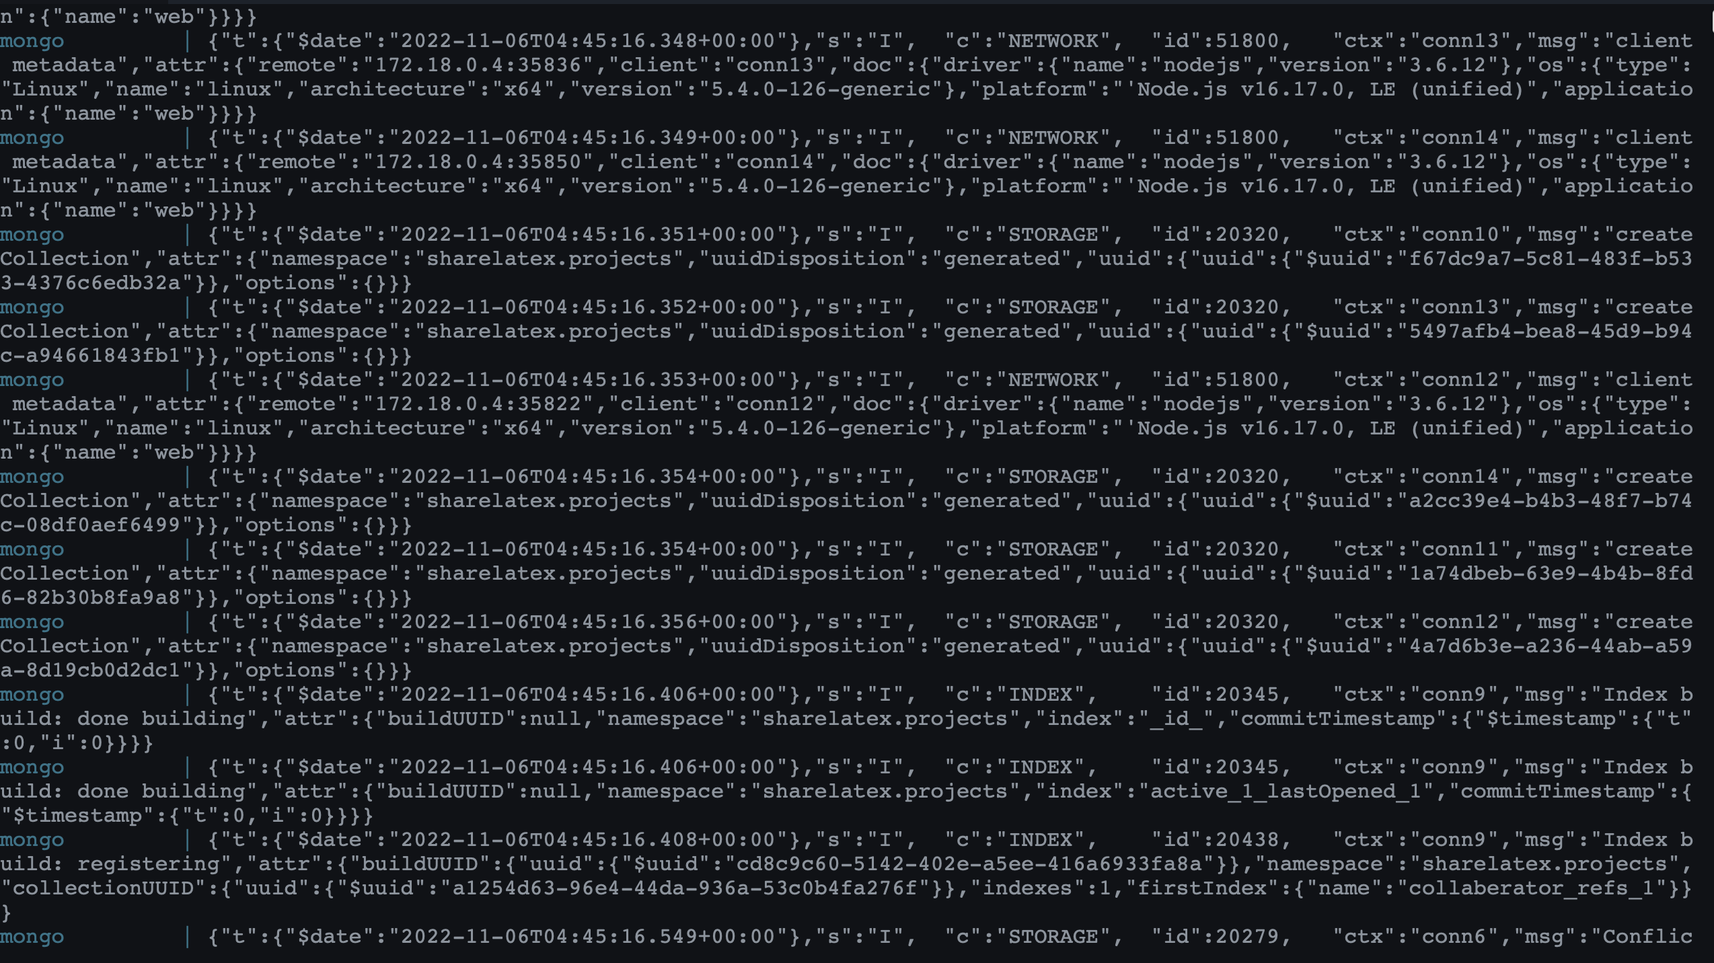 n":{"name":"web"}}}}
mongo | {"t":{"$date":"2022-11-06T04:45:16.348+00:00"},"s":"I", "c":"NETWORK", "id":51800, "ctx":"conn13","msg":"client
metadata","attr":{"remote":"172.18.0.4:35836","client":"conn13","doc":{"driver":{"name":"nodejs","version":"3.6.12"},"os":{"type":
"Linux","name":"linux","architecture":"x64","version":"5.4.0-126-generic"},"platform":"'Node.js v16.17.0, LE (unified)","applicatio
n":{"name":"web"}}}}
mongo | {"t":{"$date":"2022-11-06T04:45:16.349+00:00"},"s":"I", "c":"NETWORK", "id":51800, "ctx":"conn14","msg":"client
metadata","attr":{"remote":"172.18.0.4:35850","client":"conn14","doc":{"driver":{"name":"nodejs","version":"3.6.12"},"os":{"type":
"Linux","name":"linux","architecture":"x64","version":"5.4.0-126-generic"},"platform":"'Node.js v16.17.0, LE (unified)","applicatio
n":{"name":"web"}}}}
mongo | {"t":{"$date":"2022-11-06T04:45:16.351+00:00"},"s":"I", "c":"STORAGE", "id":20320, "ctx":"conn10","msg":"create
Collection","attr":{"namespace":"sharelatex.projects","uuidDisposition":"generated","uuid":{"uuid":{"$uuid":"f67dc9a7-5c81-483f-b53
3-4376c6edb32a"}},"options":{}}}
mongo | {"t":{"$date":"2022-11-06T04:45:16.352+00:00"},"s":"I", "c":"STORAGE", "id":20320, "ctx":"conn13","msg":"create
Collection","attr":{"namespace":"sharelatex.projects","uuidDisposition":"generated","uuid":{"uuid":{"$uuid":"5497afb4-bea8-45d9-b94
c-a94661843fb1"}},"options":{}}}
mongo | {"t":{"$date":"2022-11-06T04:45:16.353+00:00"},"s":"I", "c":"NETWORK", "id":51800, "ctx":"conn12","msg":"client
metadata","attr":{"remote":"172.18.0.4:35822","client":"conn12","doc":{"driver":{"name":"nodejs","version":"3.6.12"},"os":{"type":
"Linux","name":"linux","architecture":"x64","version":"5.4.0-126-generic"},"platform":"'Node.js v16.17.0, LE (unified)","applicatio
n":{"name":"web"}}}}
mongo | {"t":{"$date":"2022-11-06T04:45:16.354+00:00"},"s":"I", "c":"STORAGE", "id":20320, "ctx":"conn14","msg":"create
Collection","attr":{"namespace":"sharelatex.projects","uuidDisposition":"generated","uuid":{"uuid":{"$uuid":"a2cc39e4-b4b3-48f7-b74
c-08df0aef6499"}},"options":{}}}
mongo | {"t":{"$date":"2022-11-06T04:45:16.354+00:00"},"s":"I", "c":"STORAGE", "id":20320, "ctx":"conn11","msg":"create
Collection","attr":{"namespace":"sharelatex.projects","uuidDisposition":"generated","uuid":{"uuid":{"$uuid":"1a74dbeb-63e9-4b4b-8fd
6-82b30b8fa9a8"}},"options":{}}}
mongo | {"t":{"$date":"2022-11-06T04:45:16.356+00:00"},"s":"I", "c":"STORAGE", "id":20320, "ctx":"conn12","msg":"create
Collection","attr":{"namespace":"sharelatex.projects","uuidDisposition":"generated","uuid":{"uuid":{"$uuid":"4a7d6b3e-a236-44ab-a59
a-8d19cb0d2dc1"}},"options":{}}}
mongo | {"t":{"$date":"2022-11-06T04:45:16.406+00:00"},"s":"I", "c":"INDEX", "id":20345, "ctx":"conn9","msg":"Index b
uild: done building","attr":{"buildUUID":null,"namespace":"sharelatex.projects","index":"_id_","commitTimestamp":{"$timestamp":{"t"
:0,"i":0}}}}
mongo | {"t":{"$date":"2022-11-06T04:45:16.406+00:00"},"s":"I", "c":"INDEX", "id":20345, "ctx":"conn9","msg":"Index b
uild: done building","attr":{"buildUUID":null,"namespace":"sharelatex.projects","index":"active_1_lastOpened_1","commitTimestamp":{
"$timestamp":{"t":0,"i":0}}}}
mongo | {"t":{"$date":"2022-11-06T04:45:16.408+00:00"},"s":"I", "c":"INDEX", "id":20438, "ctx":"conn9","msg":"Index b
uild: registering","attr":{"buildUUID":{"uuid":{"$uuid":"cd8c9c60-5142-402e-a5ee-416a6933fa8a"}},"namespace":"sharelatex.projects",
"collectionUUID":{"uuid":{"$uuid":"a1254d63-96e4-44da-936a-53c0b4fa276f"}},"indexes":1,"firstIndex":{"name":"collaberator_refs_1"}}
}
mongo | {"t":{"$date":"2022-11-06T04:45:16.549+00:00"},"s":"I", "c":"STORAGE", "id":20279, "ctx":"conn6","msg":"Conflic